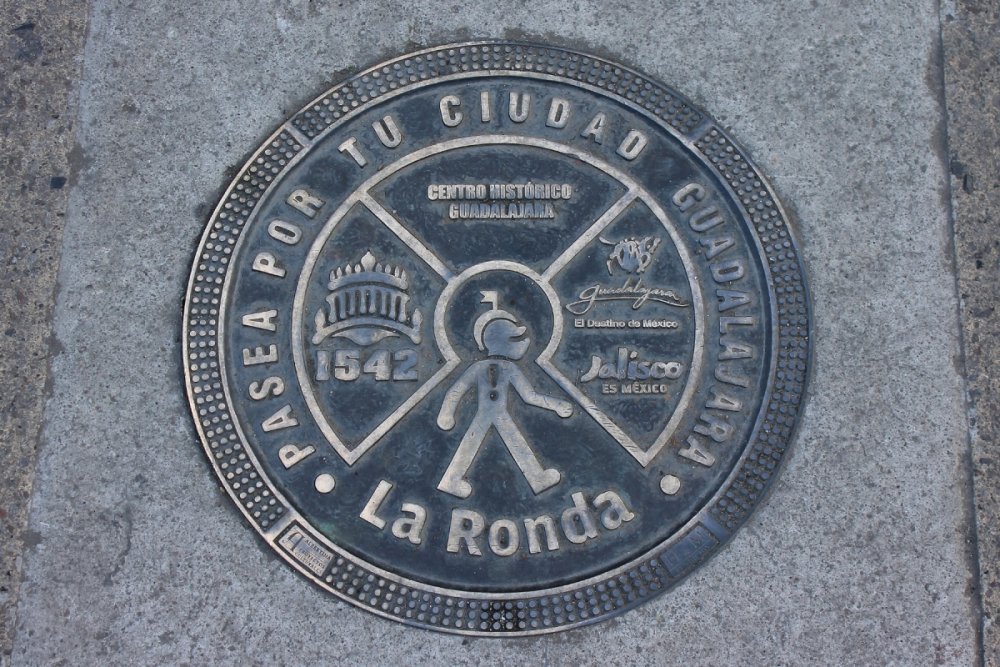 PASEA POR TU CIUDAD GUADALAJARA
CENTRO HISTÓRICO
GUADALAJARA
1542
Guadalajara
El Destino de México
Jalisco
ES MÉXICO
La Ronda